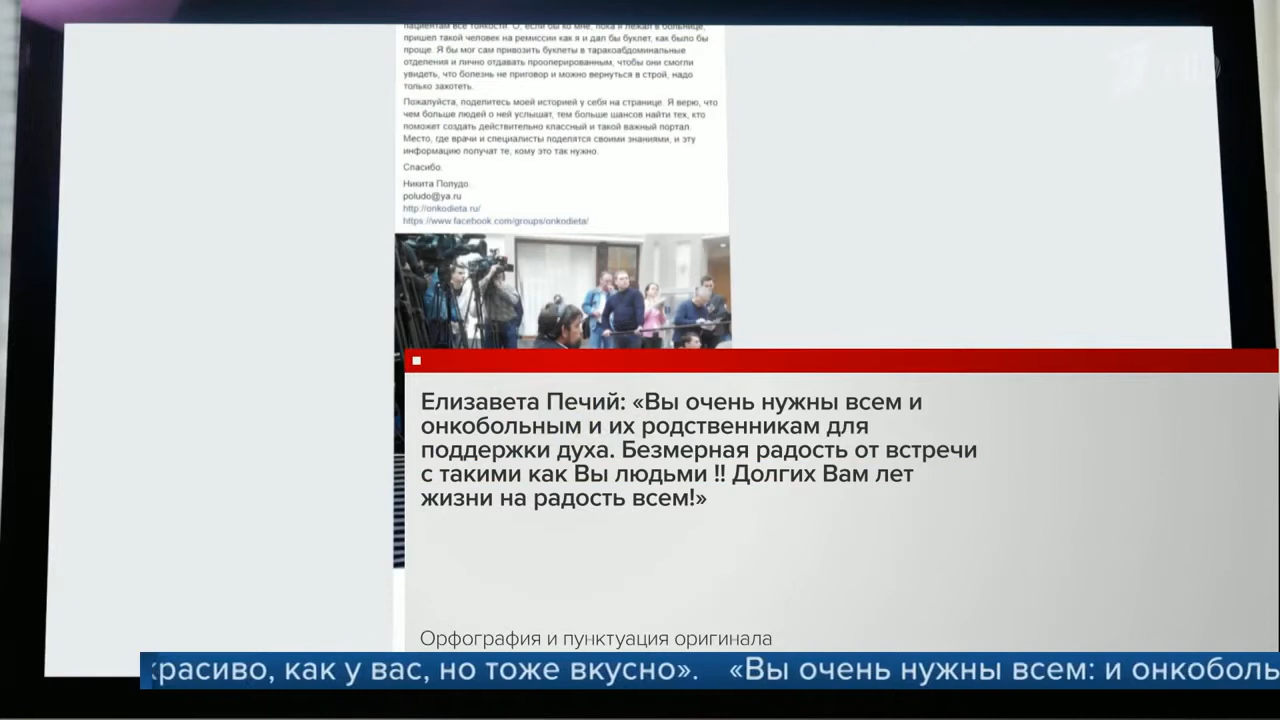 пациентам все тонкости. О, если бы ко мне, пока я лежал в больнице,
пришел такой человек на ремиссии как я и дал бы буклет, как было бы
проще. Я бы мог сам привозить буклеты в таракоабдоминальные
отделения и лично отдавать прооперированным, чтобы они смогли
увидеть, что болезнь не приговор и можно вернуться в строй, надо
только захотеть.
Пожалуйста, поделитесь моей историей у себя на странице. Я верю, что
чем больше людей о ней услышат, тем больше шансов найти тех, кто
поможет создать действительно классный и такой важный портал.
Место, где врачи и специалисты поделятся своими знаниями, и эту
информацию получат те, кому это так нужно.
Спасибо.
Никита Полудо.
poludo@ya.ru
http://onkodieta.ru/
https://www.facebook.com/groups/onkodieta/
Елизавета Печий: «Вы очень нужны всем и
онкобольным и их родственникам для
поддержки духа. Безмерная радость от встречи
с такими как Вы людьми !! Долгих Вам лет
жизни на радость всем!»
Орфография и пунктуация оригинала
красиво, как у вас, но тоже вкусно». «Вы очень нужны всем: и онкоболь